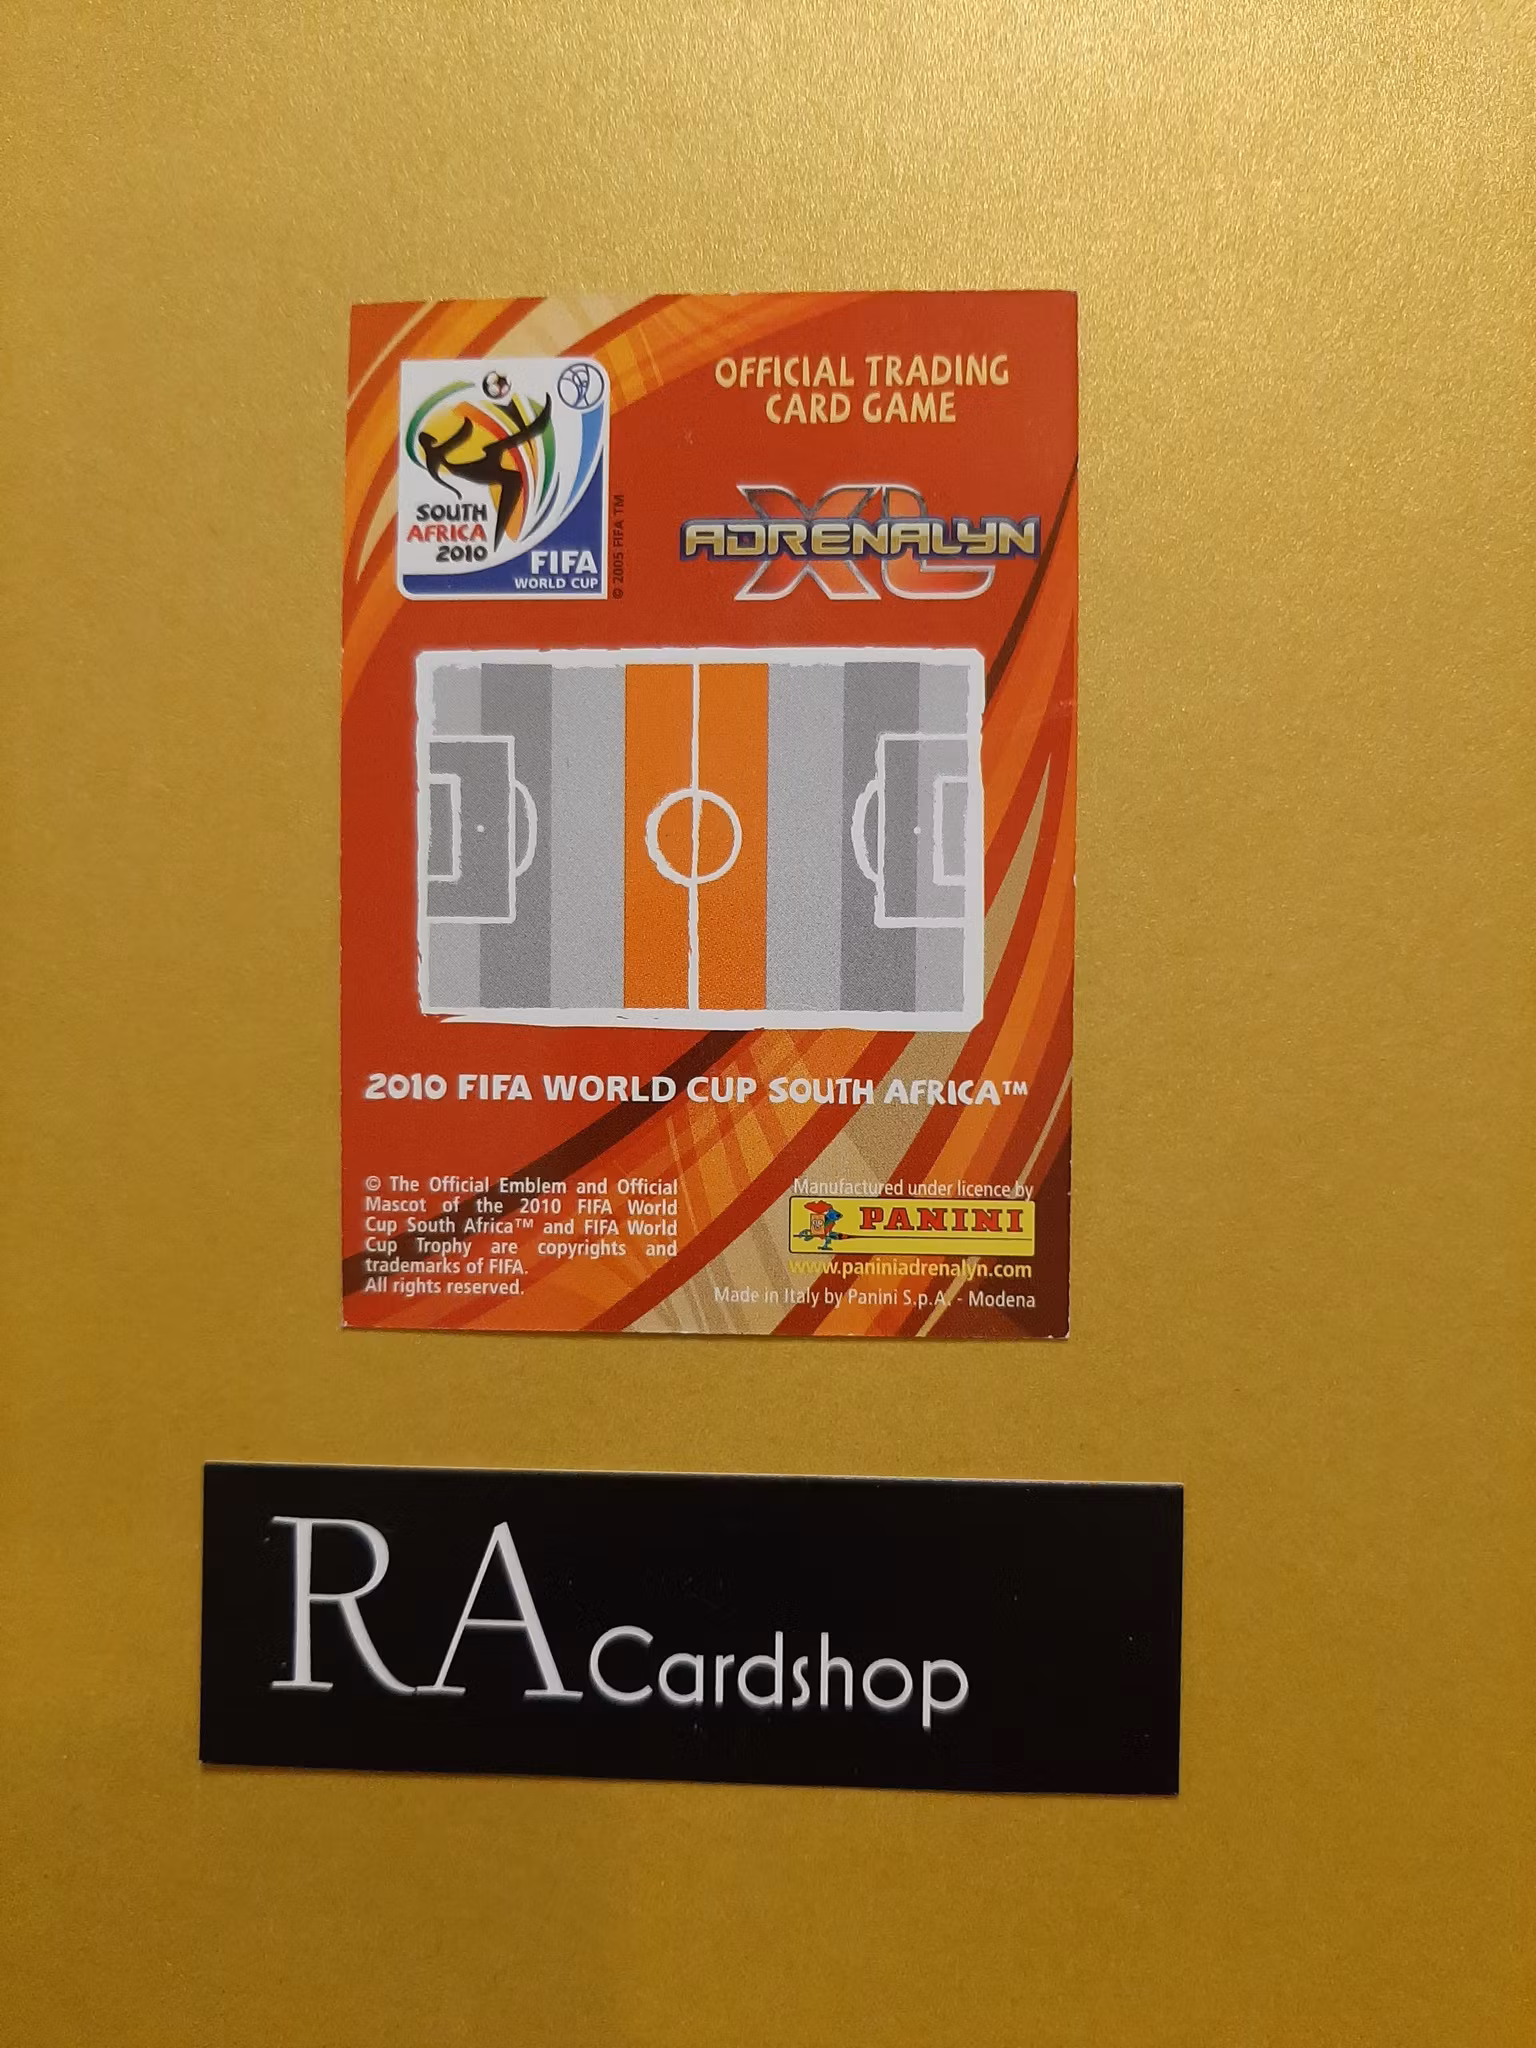 OFFICIAL TRADING
CARD GAME
SOUTH
AFRICA
2010
FIFA
WORLD CUP
© 2005 FIFA TM
ADRENALYN
XL
2010 FIFA WORLD CUP SOUTH AFRICA™
© The Official Emblem and Official
Mascot of the 2010 FIFA World
Cup South Africa™ and FIFA World
Cup Trophy are copyrights and
trademarks of FIFA.
All rights reserved.
Manufactured under licence by
PANINI
www.paniniadrenalyn.com
Made in Italy by Panini S.p.A. - Modena
RA Cardshop